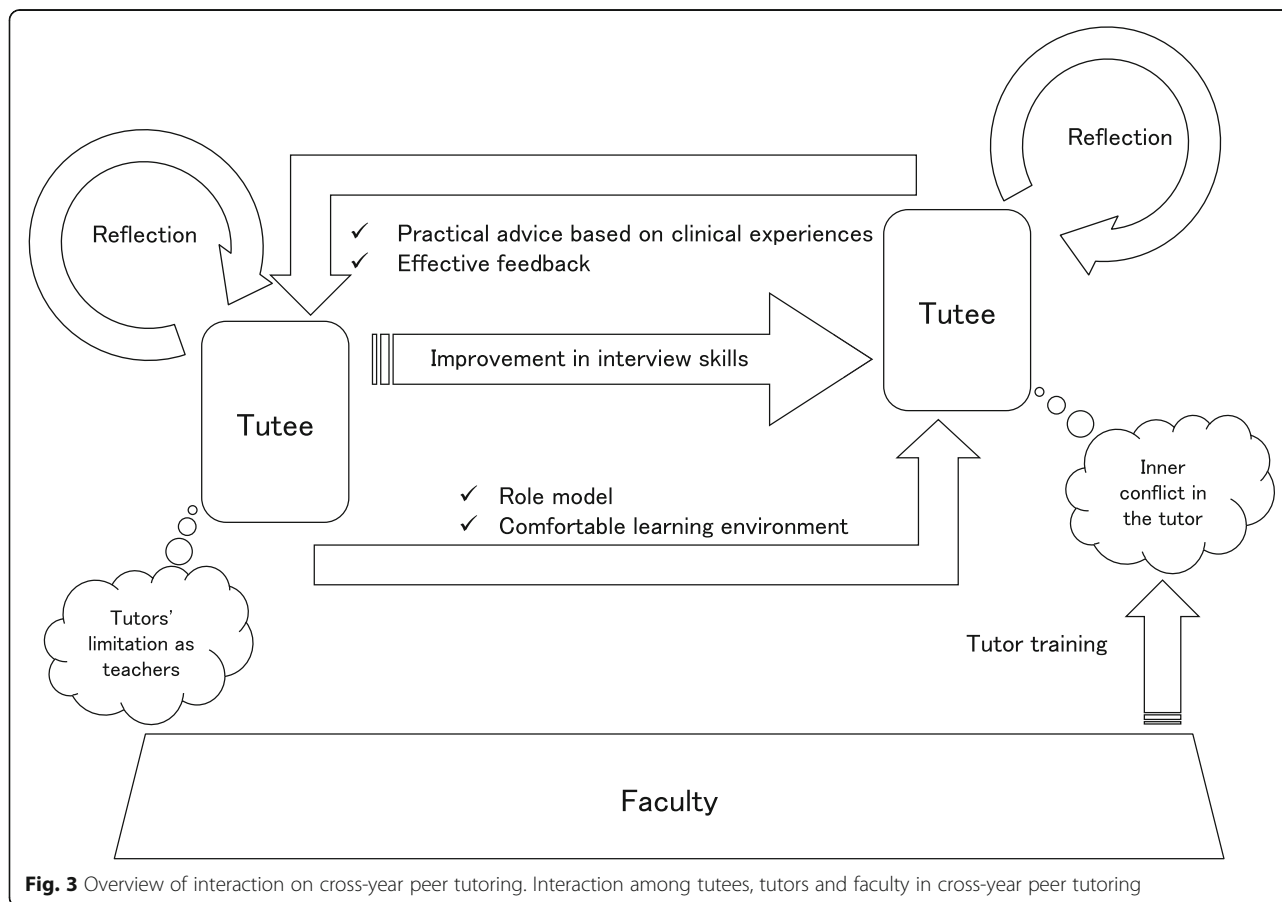 Reflection
Reflection
✓ Practical advice based on clinical experiences
✓ Effective feedback
Tutee
Improvement in interview skills
Tutee
✓ Role model
✓ Comfortable learning environment
Inner
conflict in
the tutor
Tutors'
limitation as
teachers
Tutor training
Faculty
Fig. 3 Overview of interaction on cross-year peer tutoring. Interaction among tutees, tutors and faculty in cross-year peer tutoring